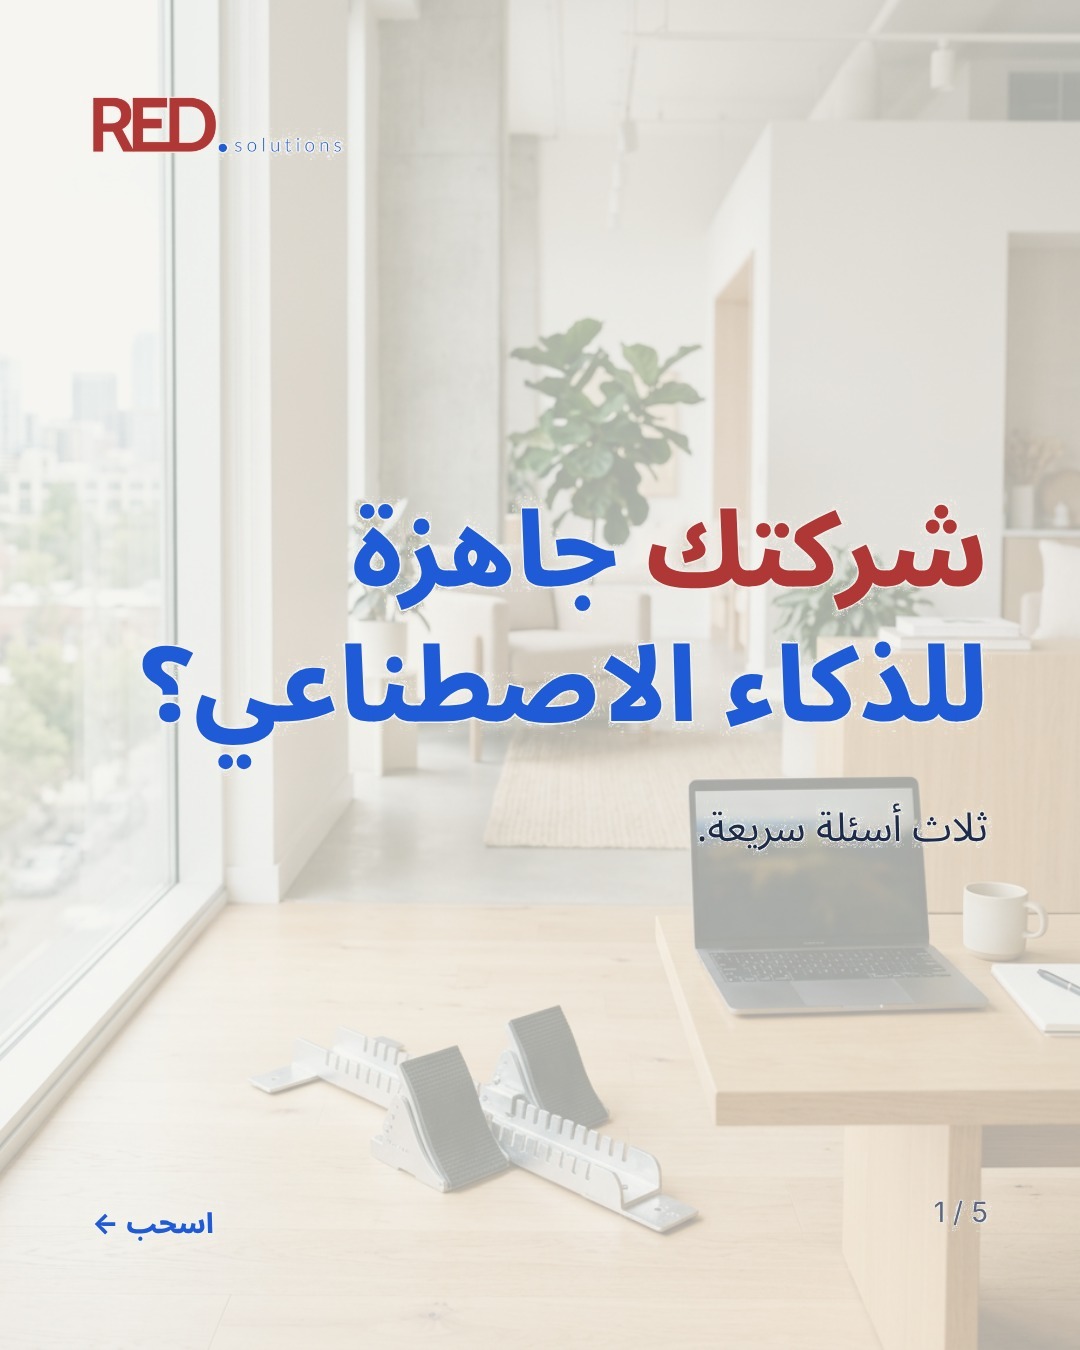 RED.solutions
شركتك جاهزة
للذكاء الاصطناعي؟
ثلاث أسئلة سريعة.
1 / 5
اسحب ←